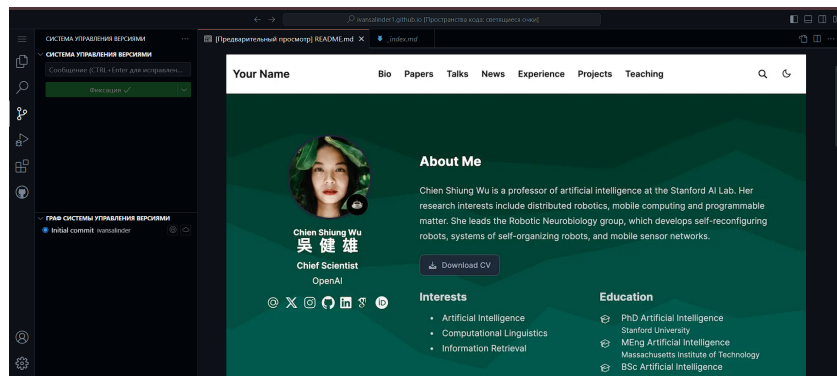 ivansalinder1.github.io [Пространства кода: светящиеся очки]
СИСТЕМА УПРАВЛЕНИЯ ВЕРСИЯМИ
[Предварительный просмотр] README.md
_index.md
СИСТЕМА УПРАВЛЕНИЯ ВЕРСИЯМИ
Сообщение (CTRL+Enter для исправлен...
Фиксация
Your Name
Bio
Papers
Talks
News
Experience
Projects
Teaching
Chien Shiung Wu
吳健雄
Chief Scientist
OpenAI
About Me
Chien Shiung Wu is a professor of artificial intelligence at the Stanford AI Lab. Her
research interests include distributed robotics, mobile computing and programmable
matter. She leads the Robotic Neurobiology group, which develops self-reconfiguring
robots, systems of self-organizing robots, and mobile sensor networks.
Download CV
Interests
Artificial Intelligence
Computational Linguistics
Information Retrieval
Education
PhD Artificial Intelligence
Stanford University
MEng Artificial Intelligence
Massachusetts Institute of Technology
BSc Artificial Intelligence
ГРАФ СИСТЕМЫ УПРАВЛЕНИЯ ВЕРСИЯМИ
Initial commit ivansalinder